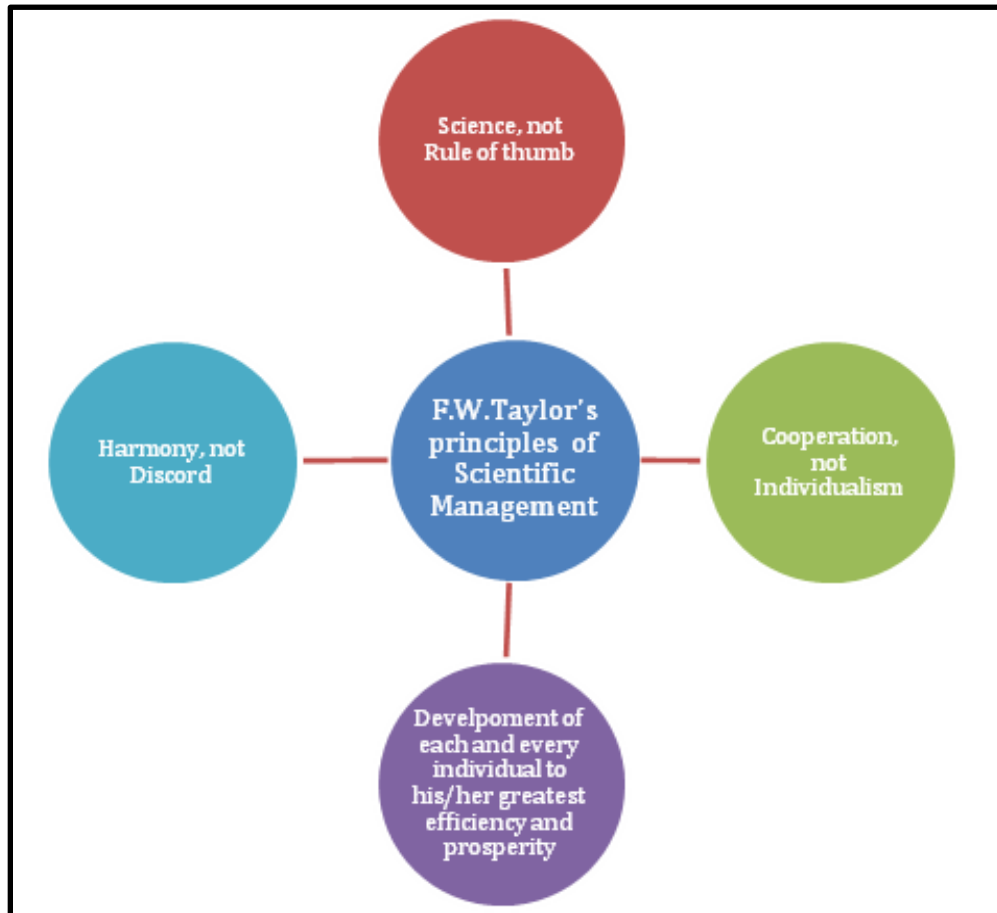 Science, not
Rule of thumb
F.W.Taylor's
principles of
Scientific
Management
Harmony, not
Discord
Cooperation,
not
Individualism
Develpoment of
each and every
individual to
his/her greatest
efficiency and
prosperity